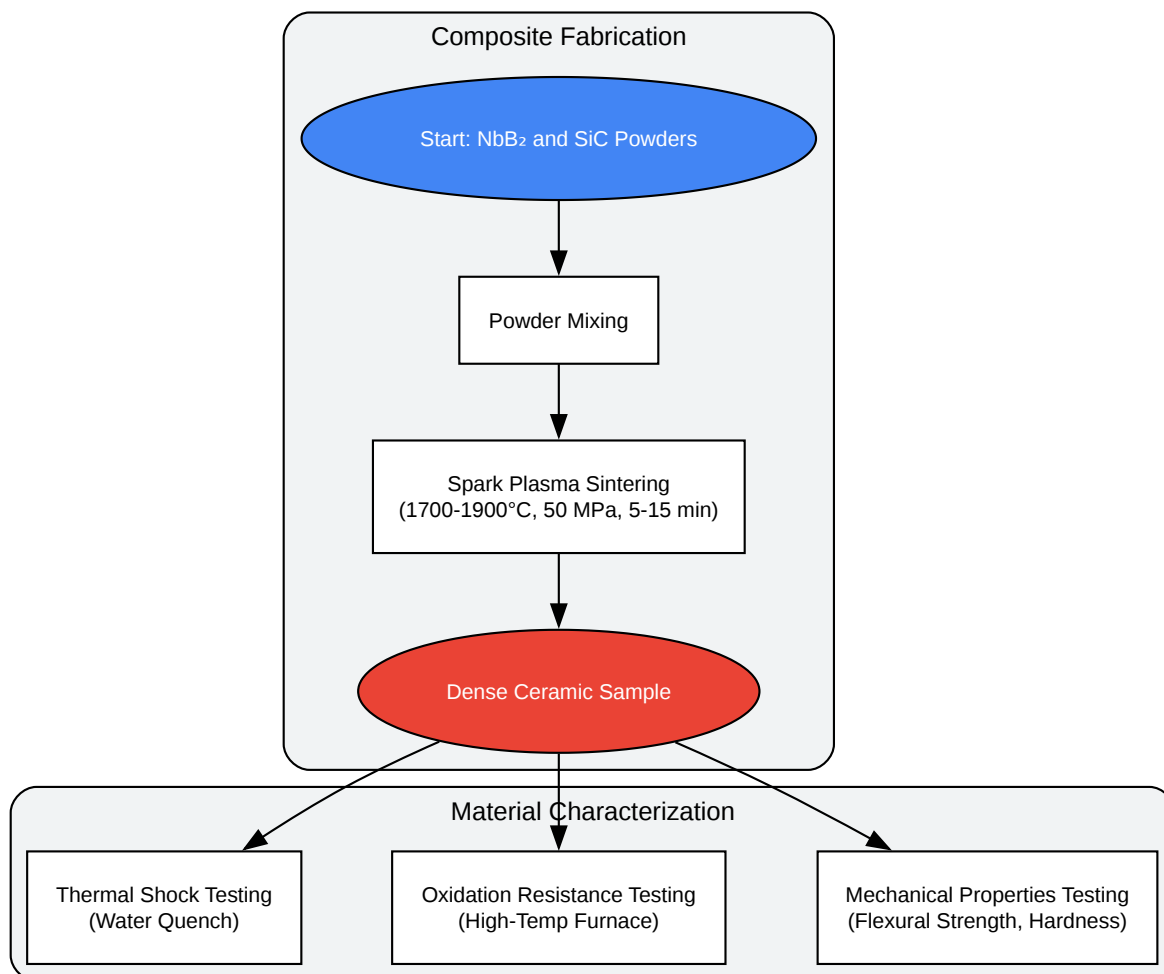 Composite Fabrication
Start: NbB₂ and SiC Powders
Powder Mixing
Spark Plasma Sintering
(1700-1900°C, 50 MPa, 5-15 min)
Dense Ceramic Sample
Material Characterization
Thermal Shock Testing
(Water Quench)
Oxidation Resistance Testing
(High-Temp Furnace)
Mechanical Properties Testing
(Flexural Strength, Hardness)